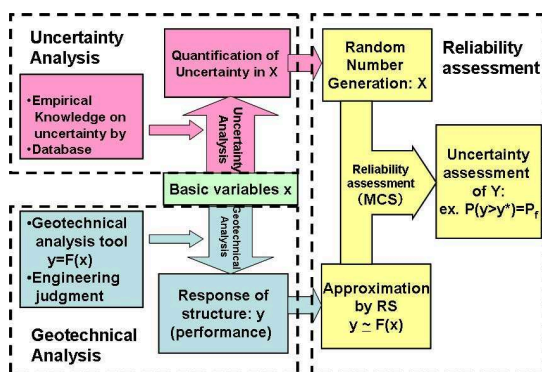 Uncertainty
Analysis
•Empirical
Knowledge on
uncertainty by
•Database
Quantification of
Uncertainty in X
Uncertainty
Analysis
Basic variables x
Geotechnical
Analysis
•Geotechnical
analysis tool
y=F(x)
•Engineering
judgment
Response of
structure: y
(performance)
Geotechnical
Analysis
Random
Number
Generation: X
Reliability
assessment
Reliability assessment
(MCS)
Uncertainty
assessment
of Y:
ex. P(y>y*)=Pf
Approximation
by RS
y ~ F(x)